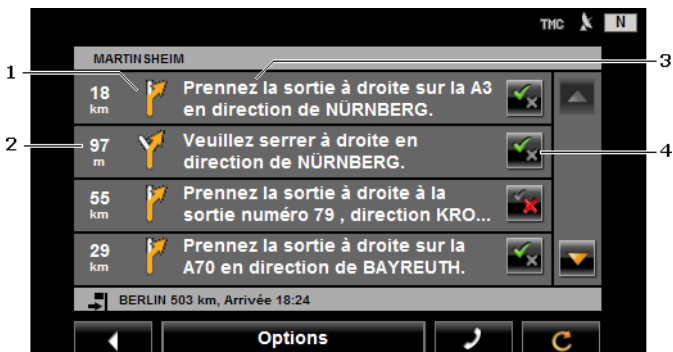 TMC N
MARTINSHEIM
1
3
18
km
Prennez la sortie à droite sur la A3
en direction de NÜRNBERG.
2
97
m
Veuillez serrer à droite en
direction de NÜRNBERG.
4
55
km
Prennez la sortie à droite à la
sortie numéro 79 , direction KRO...
29
km
Prennez la sortie à droite sur la
A70 en direction de BAYREUTH.
BERLIN 503 km, Arrivée 18:24
Options